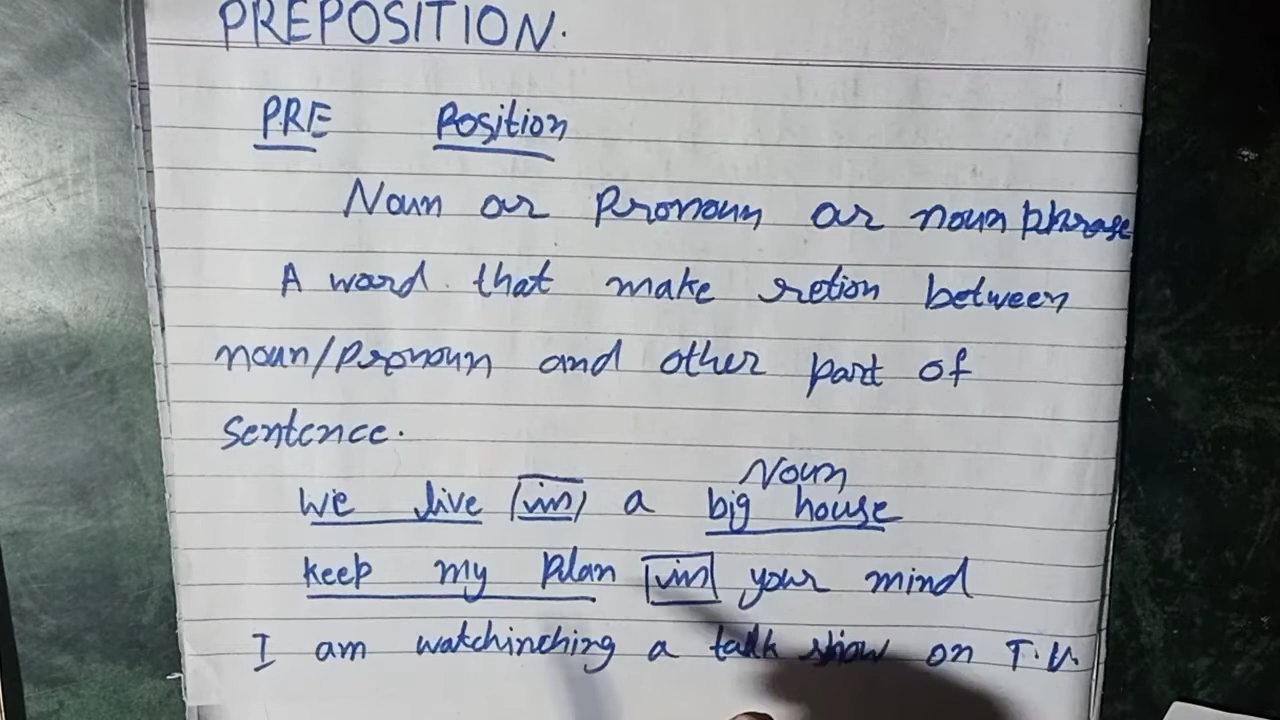 PREPOSITION.
PRE Position
Noun or Pronoun or noun phrase
A word that make retion between
noun/pronoun and other part of
sentence.
Noun
We live in a big house
keep my plan in your mind
I am watchinching a talk show on T.V.